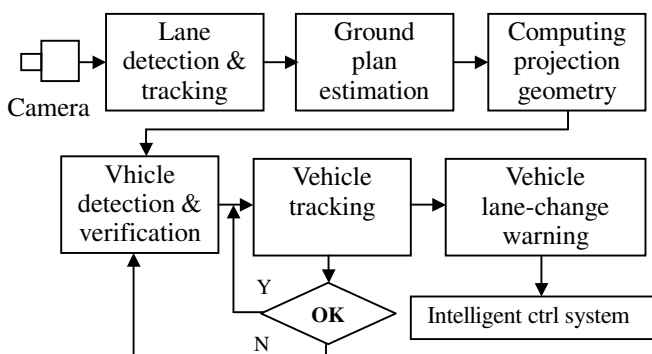 Camera
Lane
detection &
tracking
Ground
plan
estimation
Computing
projection
geometry
Vhicle
detection &
verification
Vehicle
tracking
Vehicle
lane-change
warning
Y
OK
N
Intelligent ctrl system